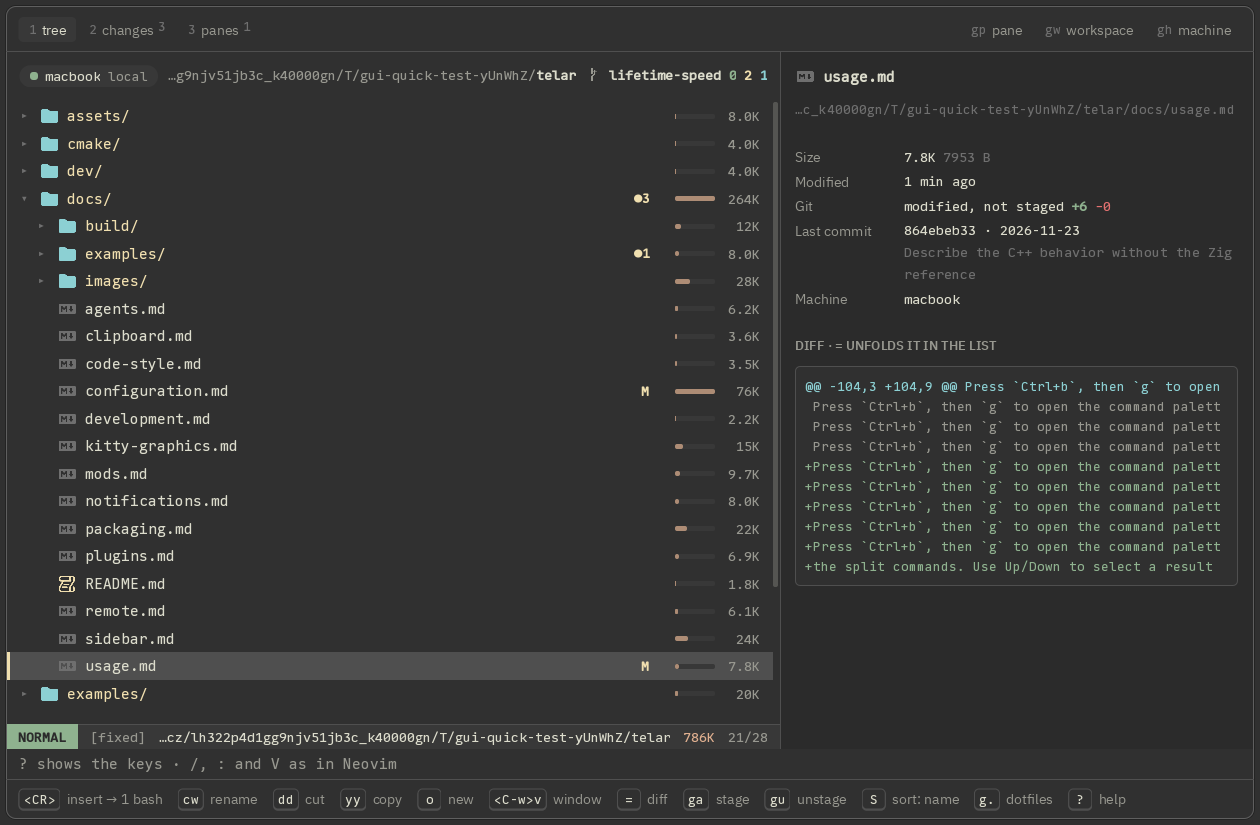 1 tree 2 changes 3 3 panes 1 gp pane gw workspace gh machine
macbook local …g9njv51jb3c_k40000gn/T/gui-quick-test-yUnWhZ/telar lifetime-speed 0 2 1
assets/ 8.0K
cmake/ 4.0K
dev/ 4.0K
docs/ ●3 264K
build/ 12K
examples/ ●1 8.0K
images/ 28K
agents.md 6.2K
clipboard.md 3.6K
code-style.md 3.5K
configuration.md M 76K
development.md 2.2K
kitty-graphics.md 15K
mods.md 9.7K
notifications.md 8.0K
packaging.md 22K
plugins.md 6.9K
README.md 1.8K
remote.md 6.1K
sidebar.md 24K
usage.md M 7.8K
examples/ 20K
NORMAL [fixed] …cz/lh322p4d1gg9njv51jb3c_k40000gn/T/gui-quick-test-yUnWhZ/telar 786K 21/28
usage.md
…c_k40000gn/T/gui-quick-test-yUnWhZ/telar/docs/usage.md
Size 7.8K 7953 B
Modified 1 min ago
Git modified, not staged +6 -0
Last commit 864ebeb33 · 2026-11-23
Describe the C++ behavior without the Zig
reference
Machine macbook
DIFF · = UNFOLDS IT IN THE LIST
@@ -104,3 +104,9 @@ Press `Ctrl+b`, then `g` to open
Press `Ctrl+b`, then `g` to open the command palett
Press `Ctrl+b`, then `g` to open the command palett
Press `Ctrl+b`, then `g` to open the command palett
+Press `Ctrl+b`, then `g` to open the command palett
+Press `Ctrl+b`, then `g` to open the command palett
+Press `Ctrl+b`, then `g` to open the command palett
+Press `Ctrl+b`, then `g` to open the command palett
+Press `Ctrl+b`, then `g` to open the command palett
+the split commands. Use Up/Down to select a result
? shows the keys · /, : and V as in Neovim
<CR> insert → 1 bash cw rename dd cut yy copy o new <C-w>v window = diff ga stage gu unstage S sort: name g. dotfiles ? help